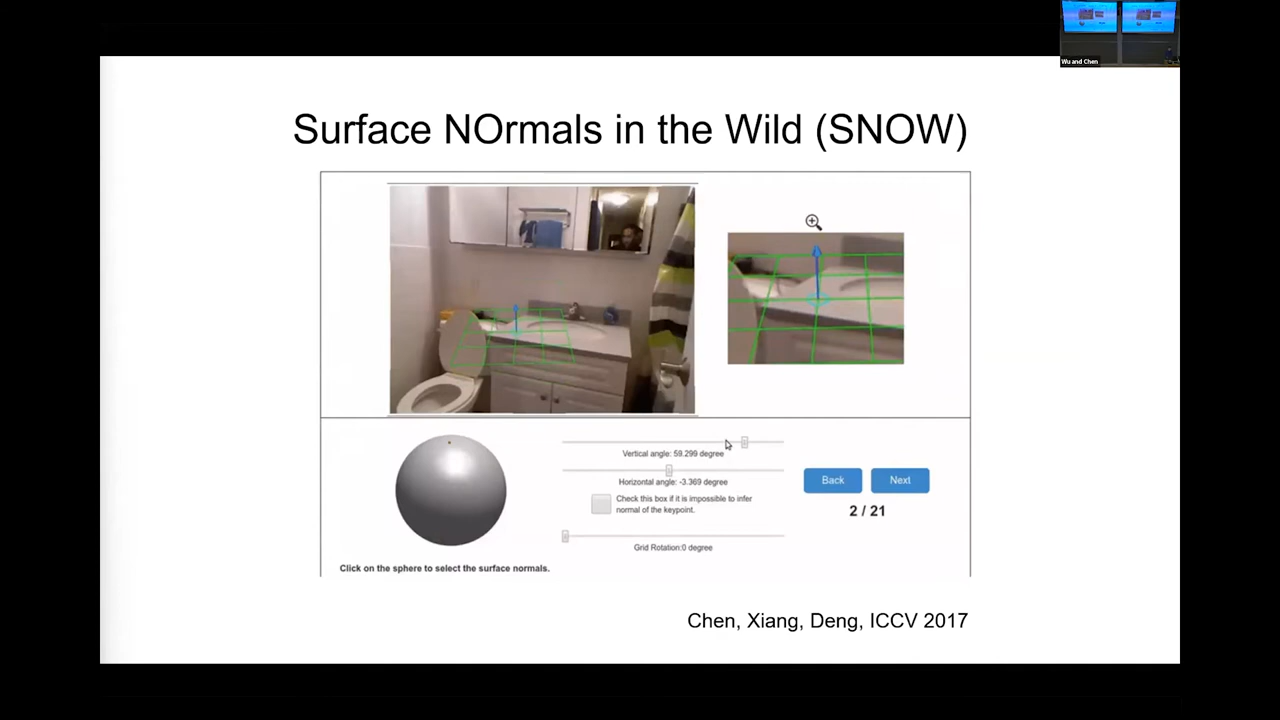 Wu and Chen
Surface NOrmals in the Wild (SNOW)
Vertical angle: 59.299 degree
Horizontal angle: -3.369 degree
Check this box if it is impossible to infer
normal of the keypoint.
Back
Next
2 / 21
Grid Rotation:0 degree
Click on the sphere to select the surface normals.
Chen, Xiang, Deng, ICCV 2017